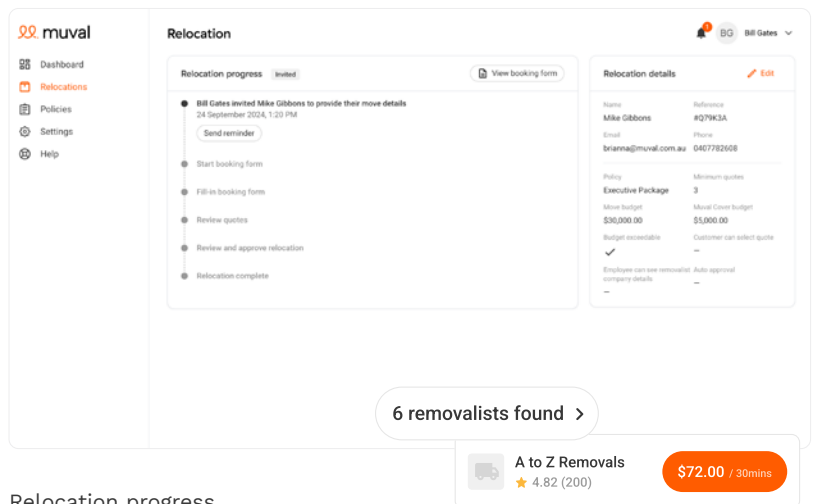 muval
Dashboard
Relocations
Policies
Settings
Help
Relocation
1
BG
Bill Gates
Relocation progress
Invited
View booking form
Bill Gates invited Mike Gibbons to provide their move details
24 September 2024, 1:20 PM
Send reminder
Start booking form
Fill-in booking form
Review quotes
Review and approve relocation
Relocation complete
Relocation details
Edit
Name Reference
Mike Gibbons #Q79K3A
Email Phone
brianna@muval.com.au 0407782608
Policy Minimum quotes
Executive Package 3
Move budget Muval Cover budget
$30,000.00 $5,000.00
Budget exceedable Customer can select quote
–
Employee can see removalist Auto approval
company details –
–
6 removalists found
A to Z Removals
4.82 (200)
$72.00 / 30mins
Relocation progress